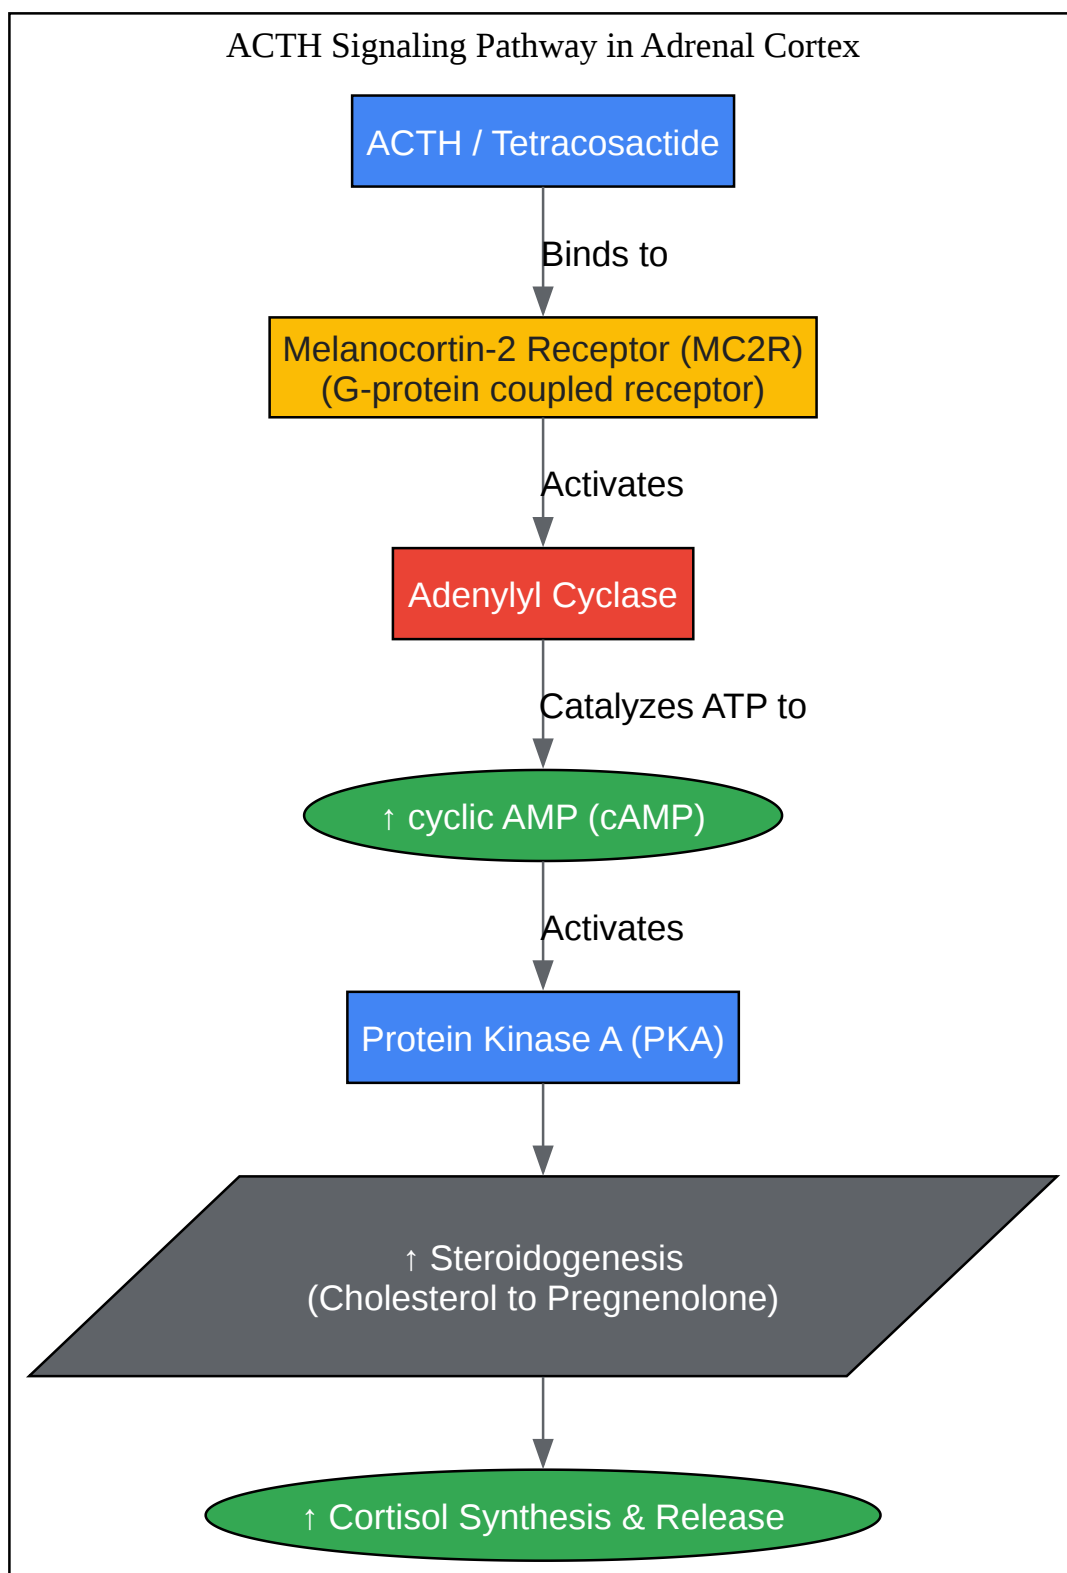 ACTH Signaling Pathway in Adrenal Cortex
ACTH / Tetracosactide
Binds to
Melanocortin-2 Receptor (MC2R)
(G-protein coupled receptor)
Activates
Adenylyl Cyclase
Catalyzes ATP to
↑ cyclic AMP (cAMP)
Activates
Protein Kinase A (PKA)
↑ Steroidogenesis
(Cholesterol to Pregnenolone)
↑ Cortisol Synthesis & Release